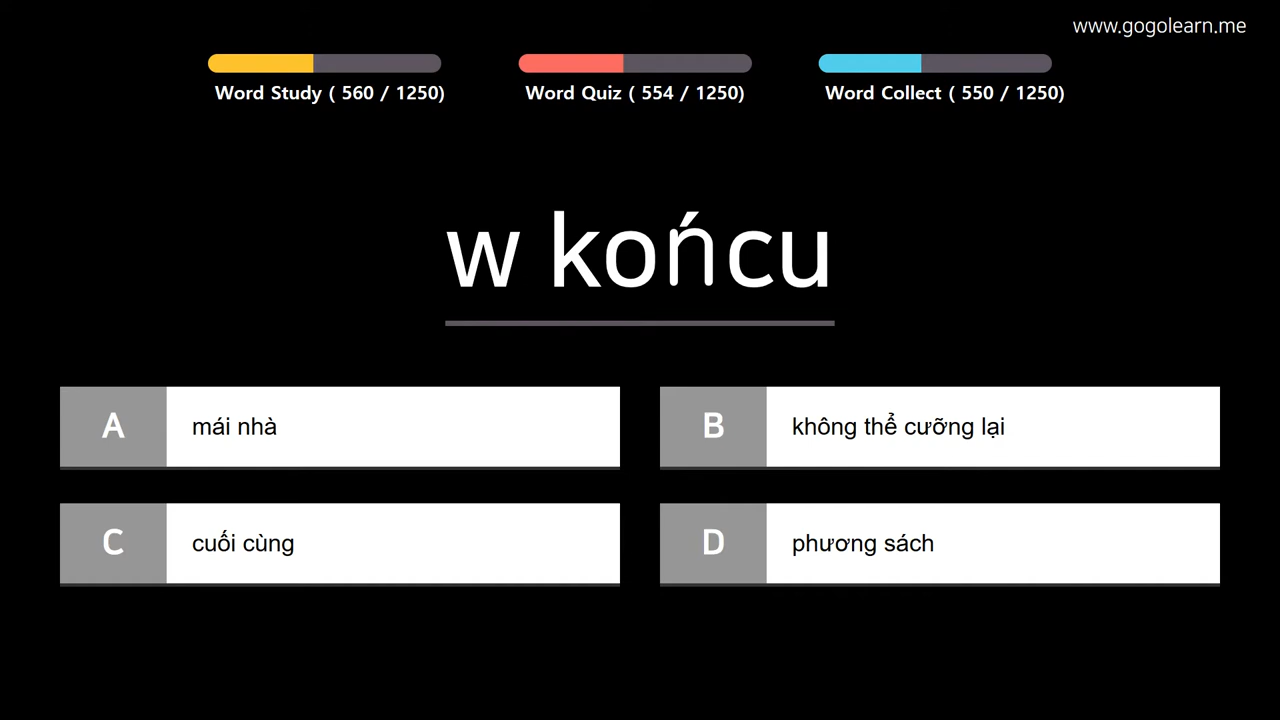 www.gogolearn.me
Word Study ( 560 / 1250)
Word Quiz ( 554 / 1250)
Word Collect ( 550 / 1250)
w końcu
A
mái nhà
B
không thể cưỡng lại
C
cuối cùng
D
phương sách